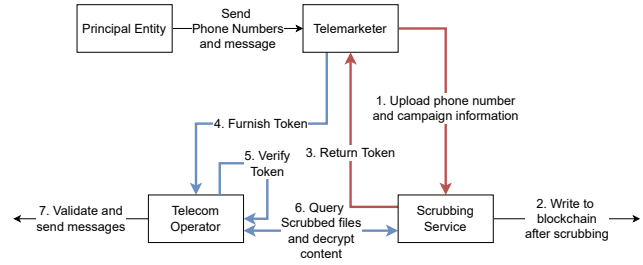 Principal Entity
Send
Phone Numbers
and message
Telemarketer
1. Upload phone number
and campaign information
4. Furnish Token
3. Return Token
5. Verify
Token
7. Validate and
send messages
Telecom
Operator
6. Query
Scrubbed files
and decrypt
content
Scrubbing
Service
2. Write to
blockchain
after scrubbing